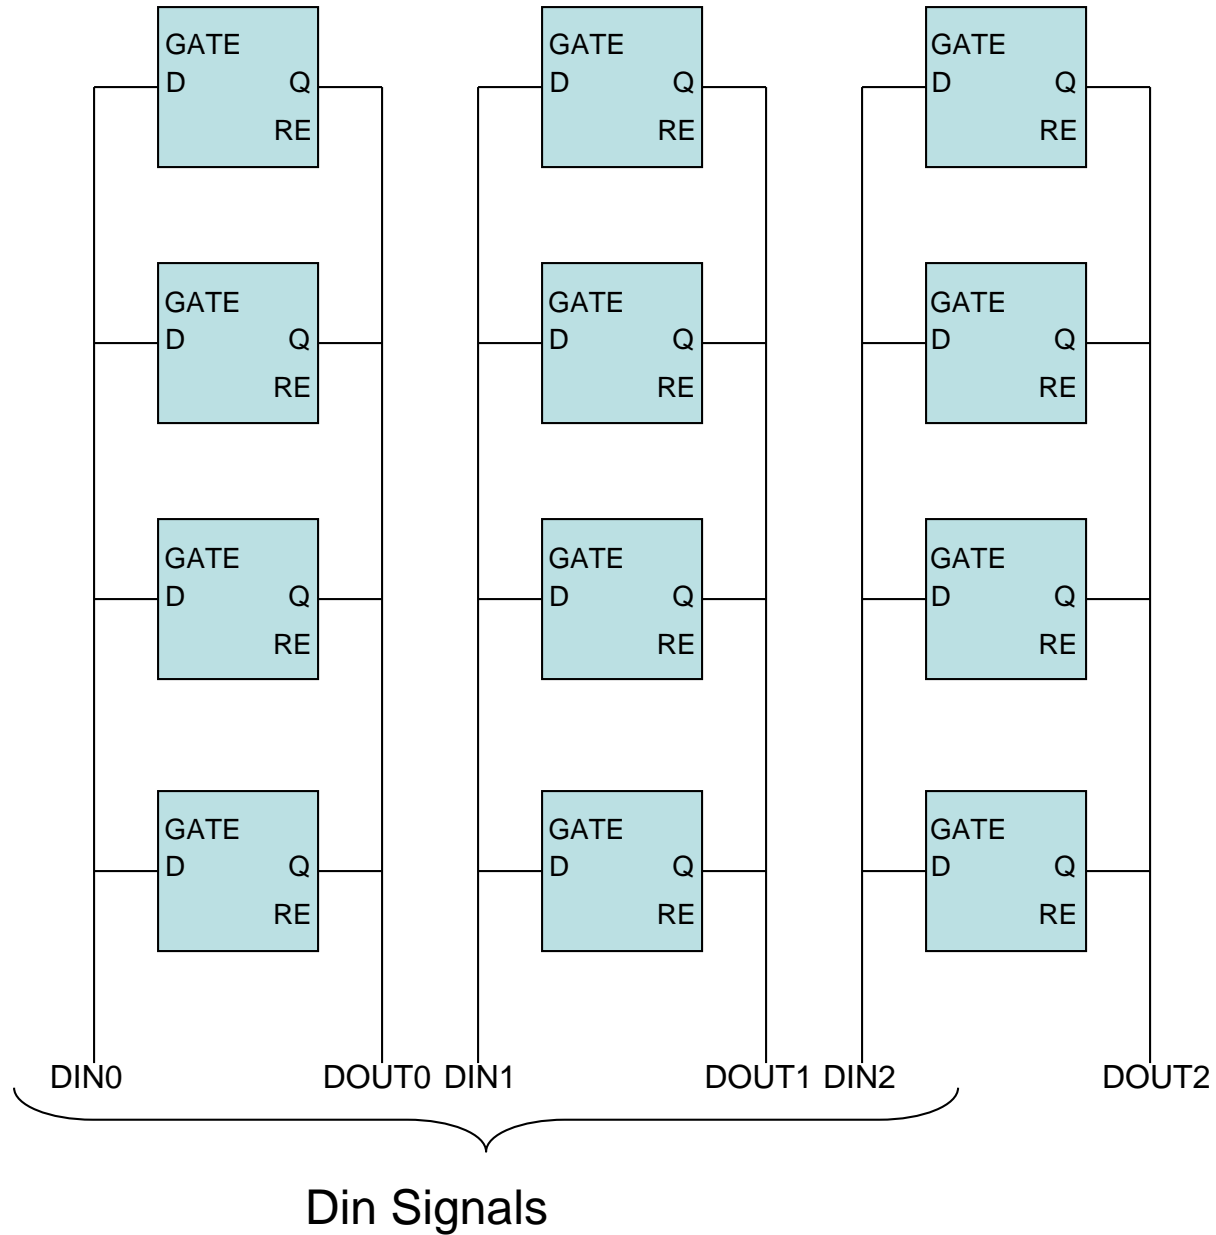 GATE
D Q
RE
GATE
D Q
RE
GATE
D Q
RE
GATE
D Q
RE
GATE
D Q
RE
GATE
D Q
RE
GATE
D Q
RE
GATE
D Q
RE
GATE
D Q
RE
GATE
D Q
RE
GATE
D Q
RE
GATE
D Q
RE
DIN0 DOUT0 DIN1 DOUT1 DIN2 DOUT2
Din Signals